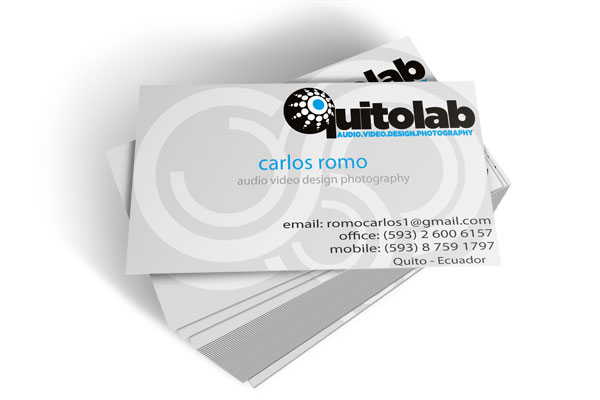 uitolab
quitolab
AUDIO.VIDEO.DESIGN.PHOTOGRAPHY
carlos romo
audio video design photography
email: romocarlos1@gmail.com
office: (593) 2 600 6157
mobile: (593) 8 759 1797
Quito - Ecuador